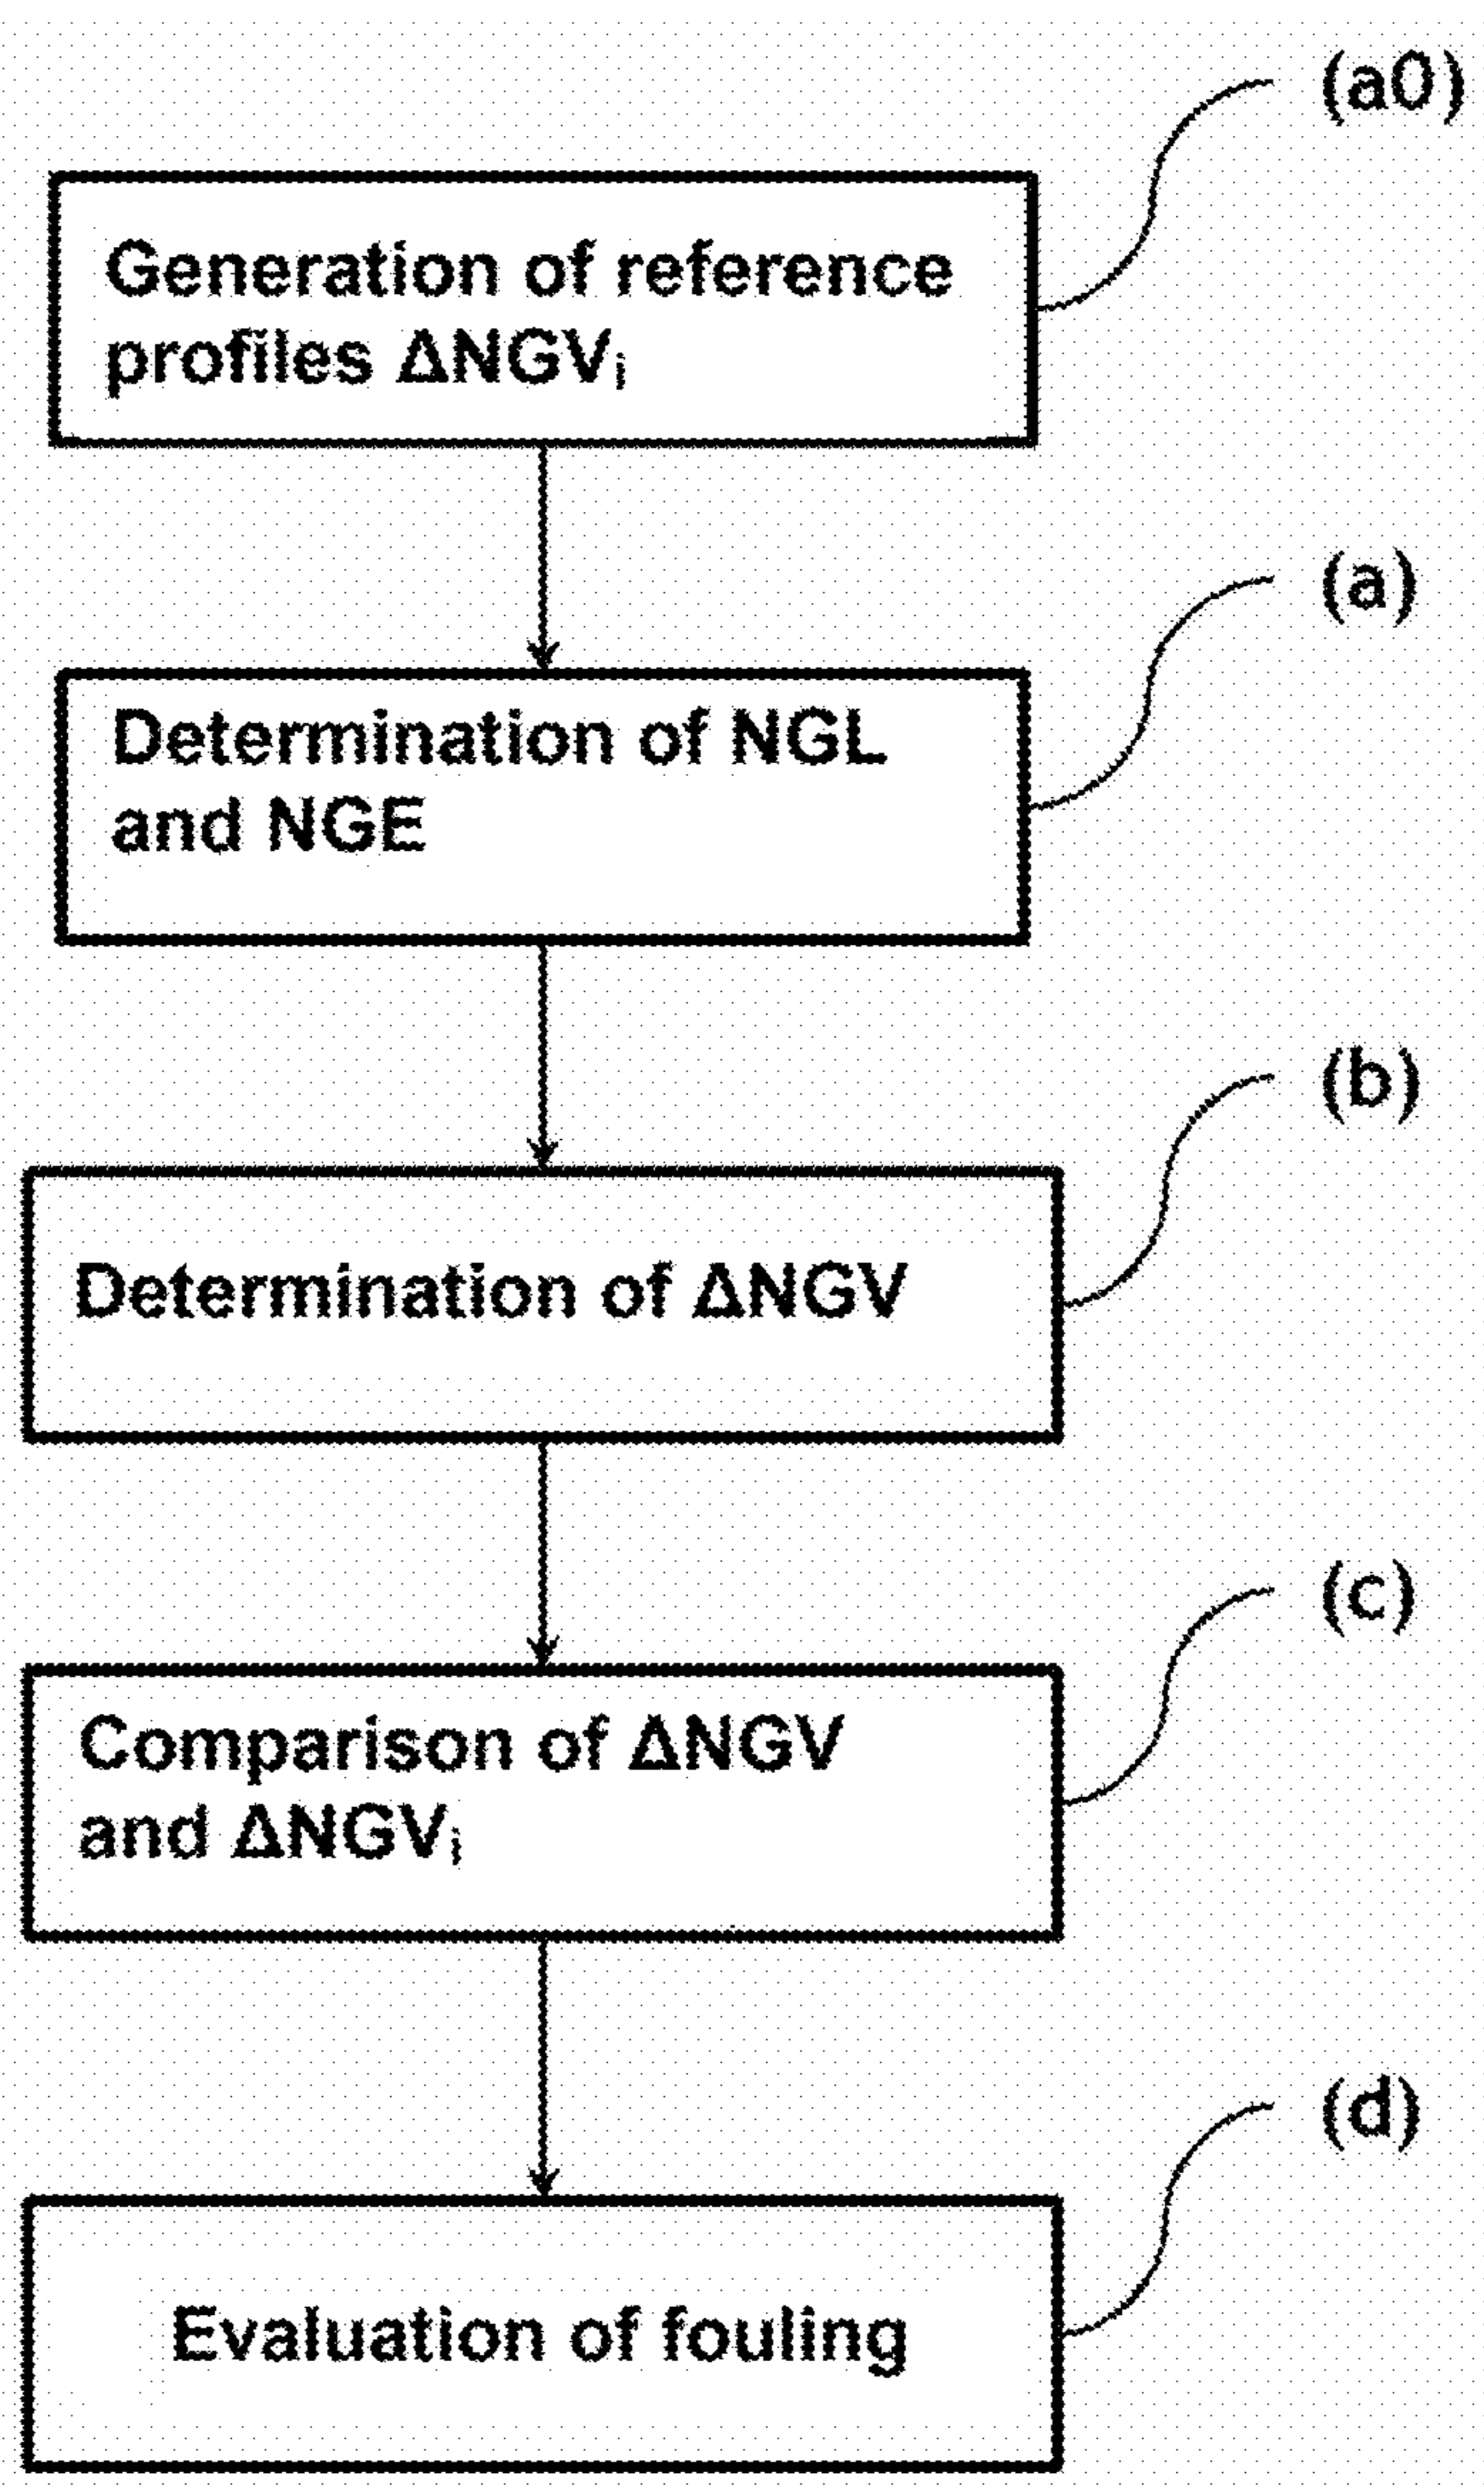 (a0)
Generation of reference
profiles ΔNGVᵢ
(a)
Determination of NGL
and NGE
(b)
Determination of ΔNGV
(c)
Comparison of ΔNGV
and ΔNGVᵢ
(d)
Evaluation of fouling